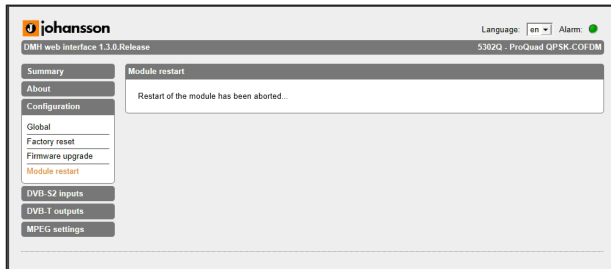 johansson
Language: en Alarm:
DMH web interface 1.3.0.Release
5302Q - ProQuad QPSK-COFDM
Summary
About
Configuration
Global
Factory reset
Firmware upgrade
Module restart
DVB-S2 inputs
DVB-T outputs
MPEG settings
Module restart
Restart of the module has been aborted...